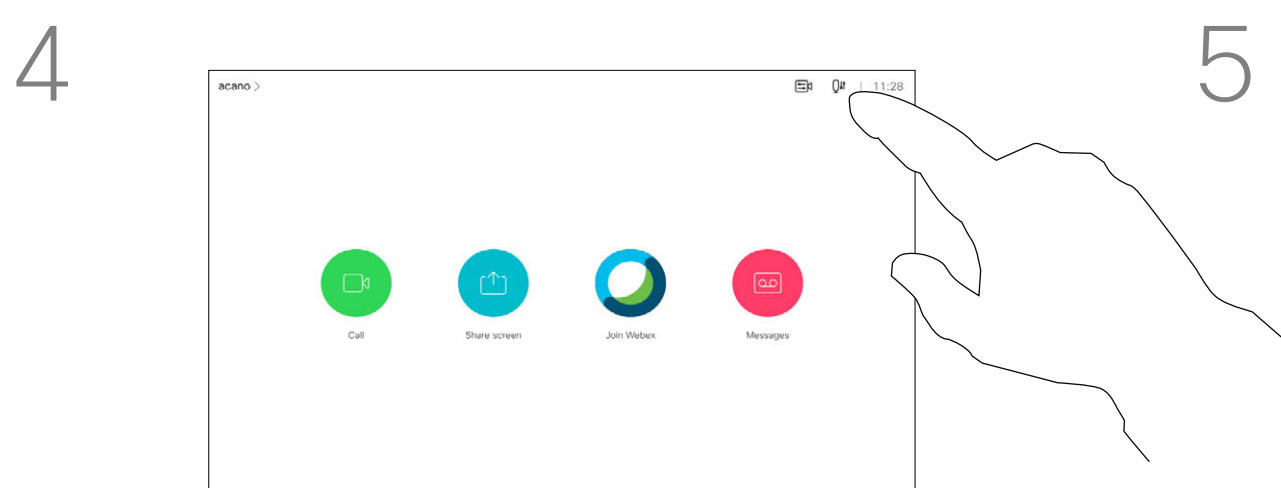 4
5
acano >
11:28
Call
Share screen
Join Webex
Messages